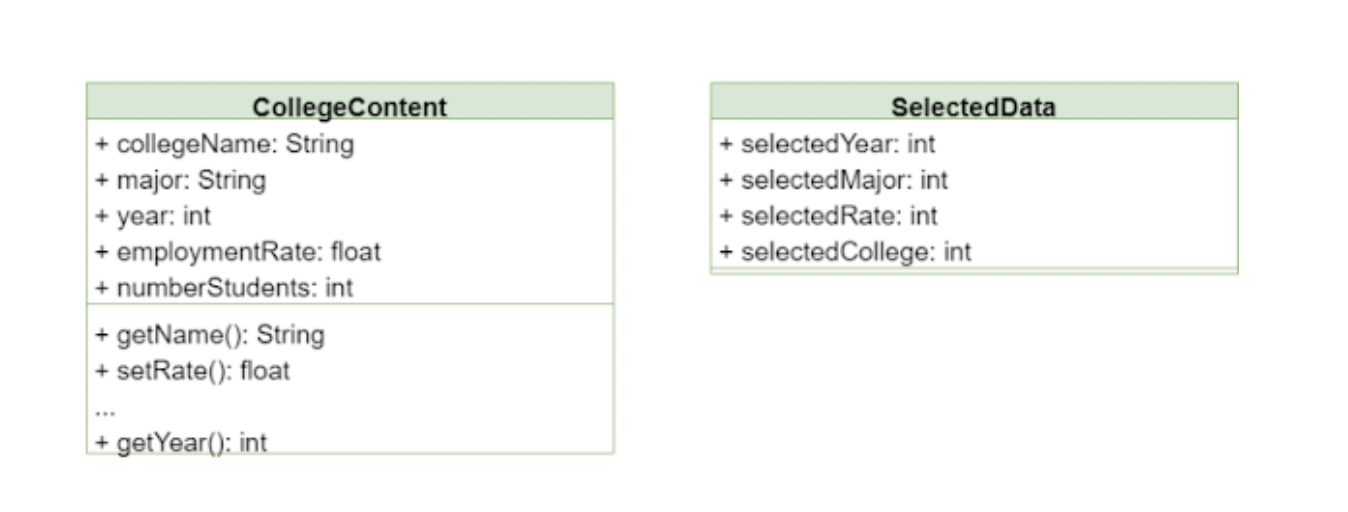 CollegeContent
+ collegeName: String
+ major: String
+ year: int
+ employmentRate: float
+ numberStudents: int
+ getName(): String
+ setRate(): float
...
+ getYear(): int
SelectedData
+ selectedYear: int
+ selectedMajor: int
+ selectedRate: int
+ selectedCollege: int